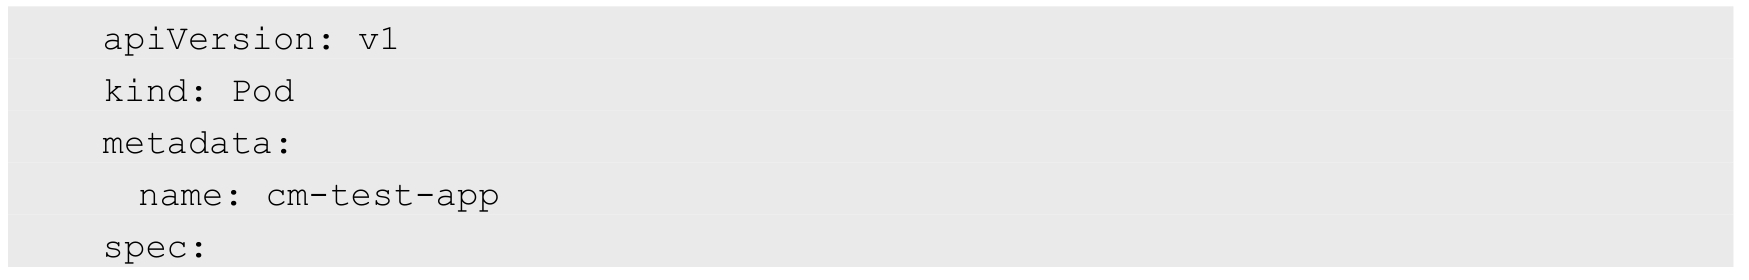 apiVersion: v1
kind: Pod
metadata:
  name: cm-test-app
spec: